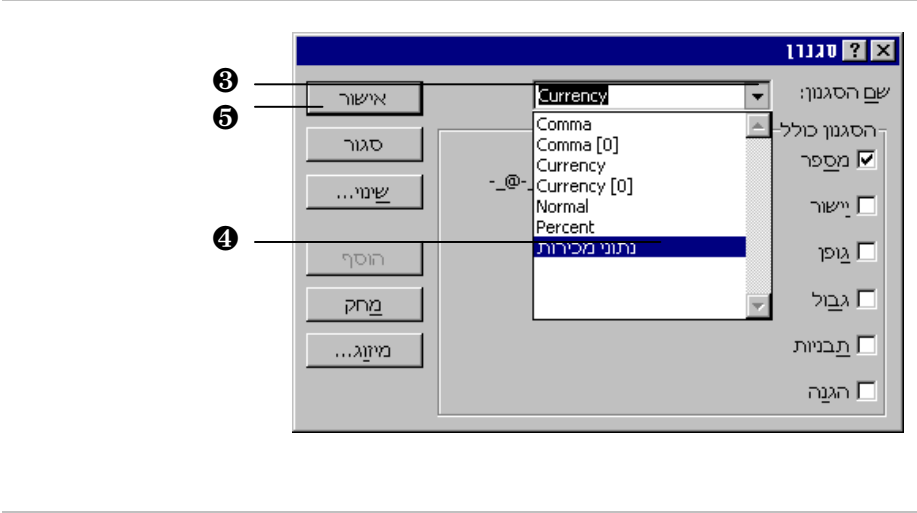 סגנון
שם הסגנון:
Currency
אישור
❸
❺
Comma
Comma [0]
Currency
Currency [0]
Normal
Percent
נתוני מכירות
❹
הסגנון כולל
מספר
-_@-_
יישור
גופן
גבול
תבניות
הגנה
סגור
שינוי...
הוסף
מחק
מיזוג...